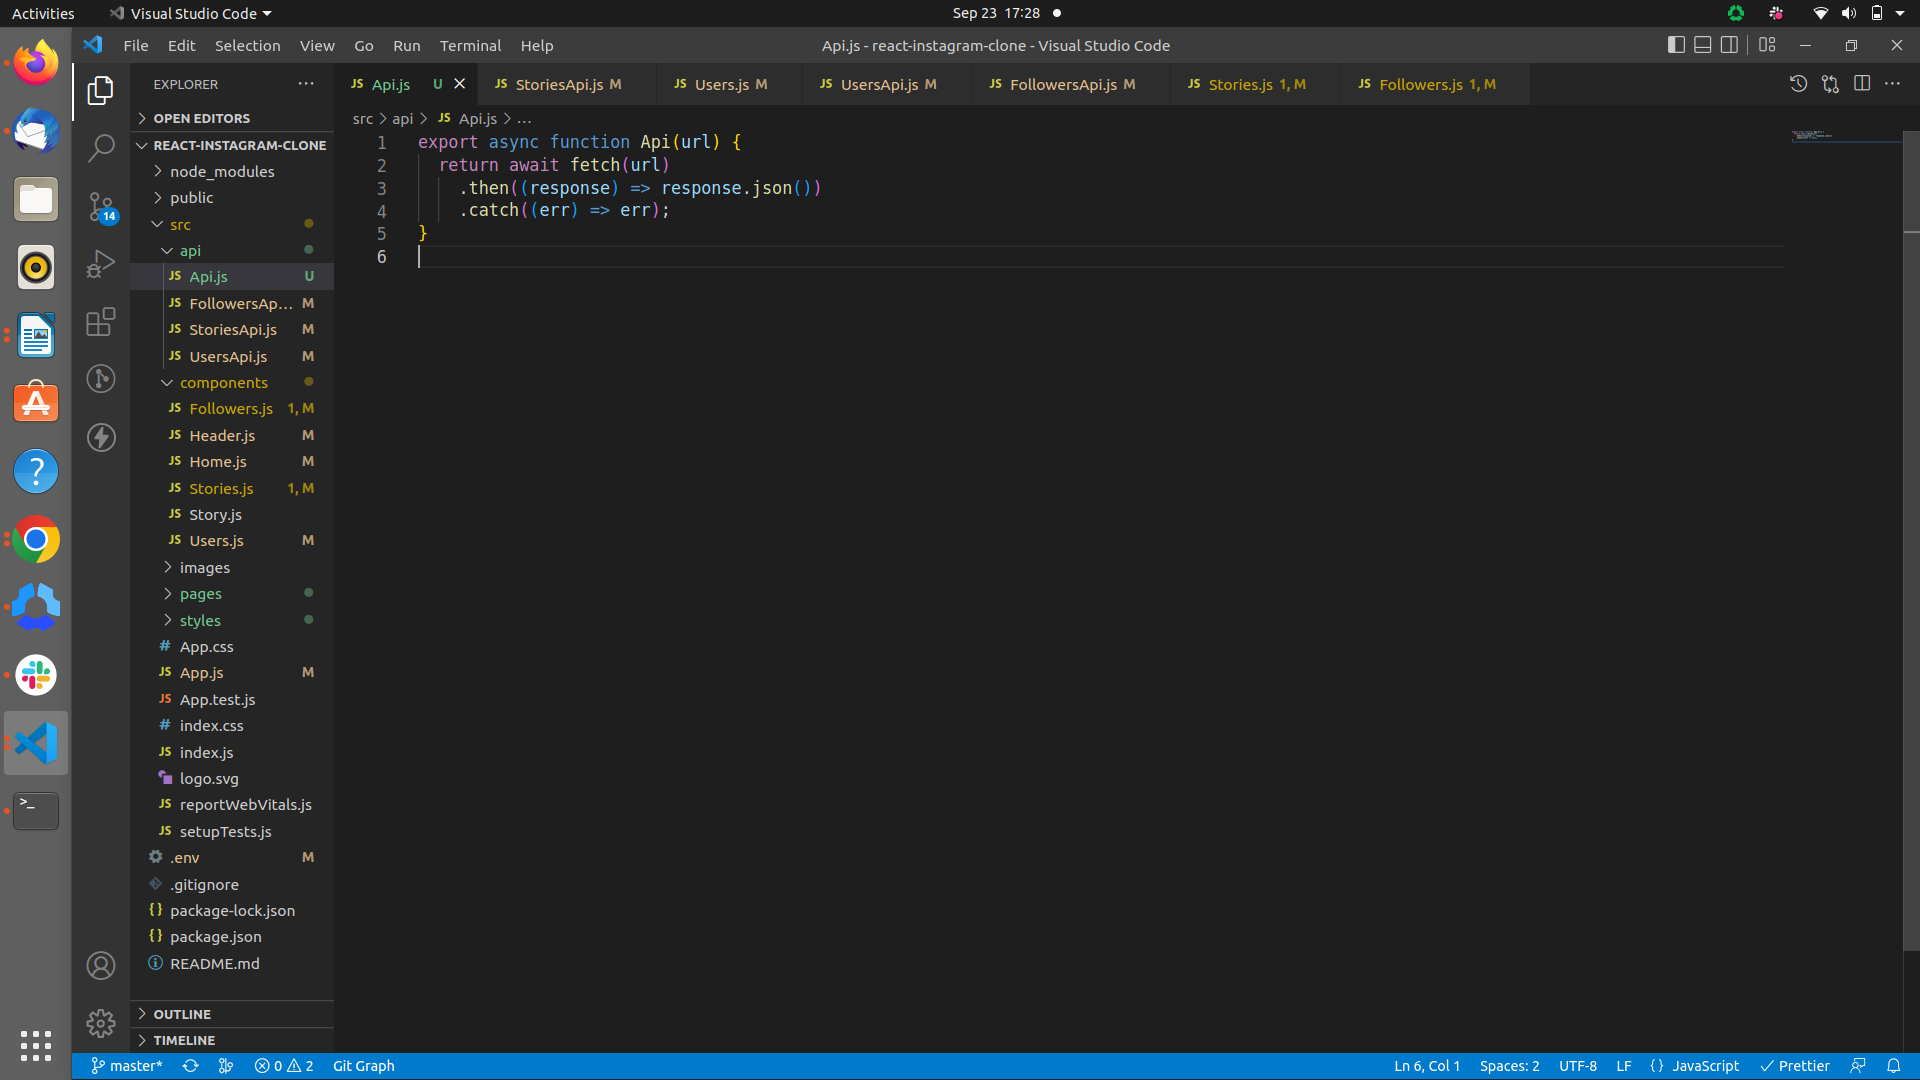 Activities
Visual Studio Code
Sep 23 17:28
File Edit Selection View Go Run Terminal Help
Api.js - react-instagram-clone - Visual Studio Code
EXPLORER
OPEN EDITORS
REACT-INSTAGRAM-CLONE
node_modules
public
src
api
JS Api.js U
JS FollowersAp... M
JS StoriesApi.js M
JS UsersApi.js M
components
JS Followers.js 1, M
JS Header.js M
JS Home.js M
JS Stories.js 1, M
JS Story.js
JS Users.js M
images
pages
styles
# App.css
JS App.js M
JS App.test.js
# index.css
JS index.js
logo.svg
JS reportWebVitals.js
JS setupTests.js
.env M
.gitignore
{} package-lock.json
{} package.json
README.md
OUTLINE
TIMELINE
14
JS Api.js U
JS StoriesApi.js M
JS Users.js M
JS UsersApi.js M
JS FollowersApi.js M
JS Stories.js 1, M
JS Followers.js 1, M
src > api > JS Api.js > ...
1 export async function Api(url) {
2 return await fetch(url)
3 .then((response) => response.json())
4 .catch((err) => err);
5 }
6
master* 0 2 Git Graph
Ln 6, Col 1 Spaces: 2 UTF-8 LF {} JavaScript Prettier